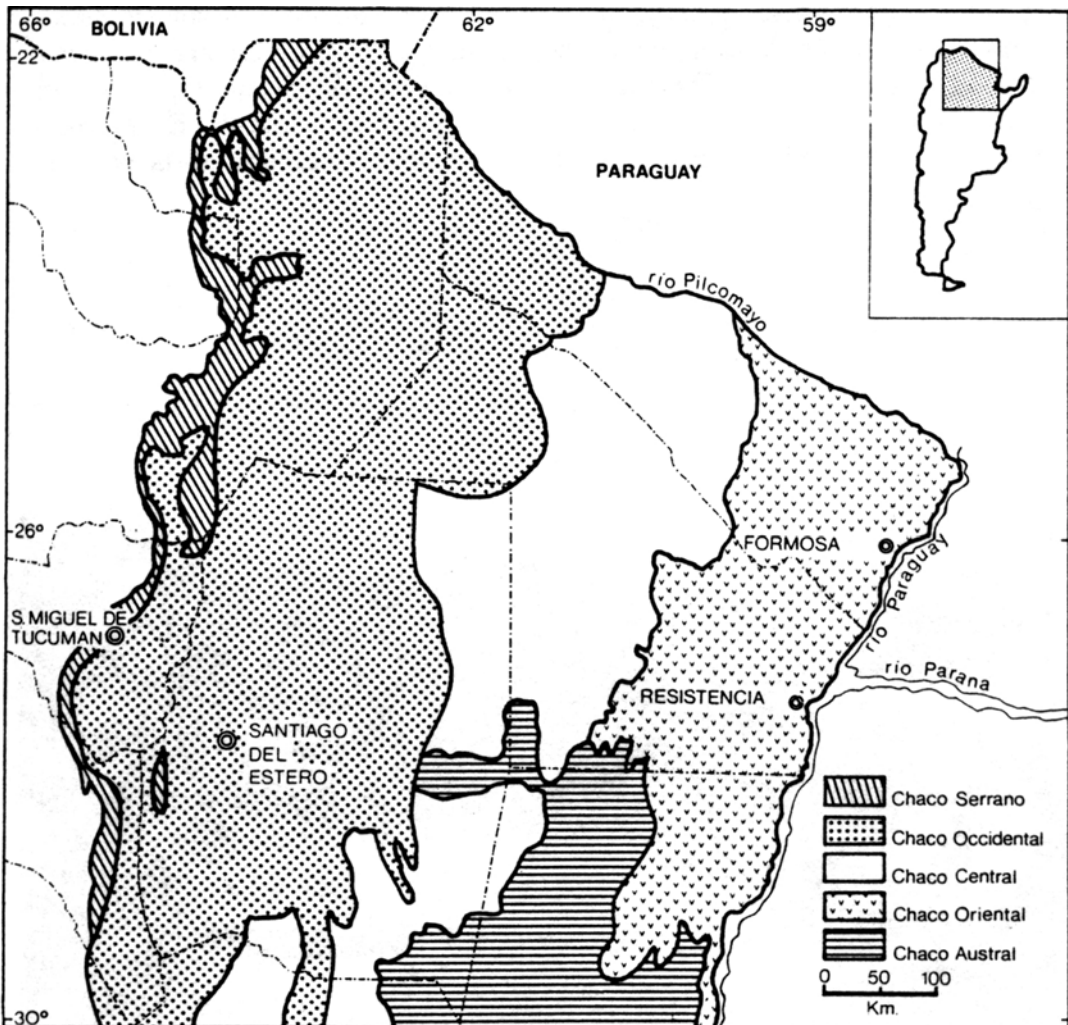 66°
BOLIVIA
62°
59°
22°
PARAGUAY
río Pilcomayo
26°
FORMOSA
río Paraguay
S. MIGUEL DE
TUCUMAN
río Parana
RESISTENCIA
SANTIAGO
DEL
ESTERO
Chaco Serrano
Chaco Occidental
Chaco Central
Chaco Oriental
Chaco Austral
0 50 100
Km.
30°